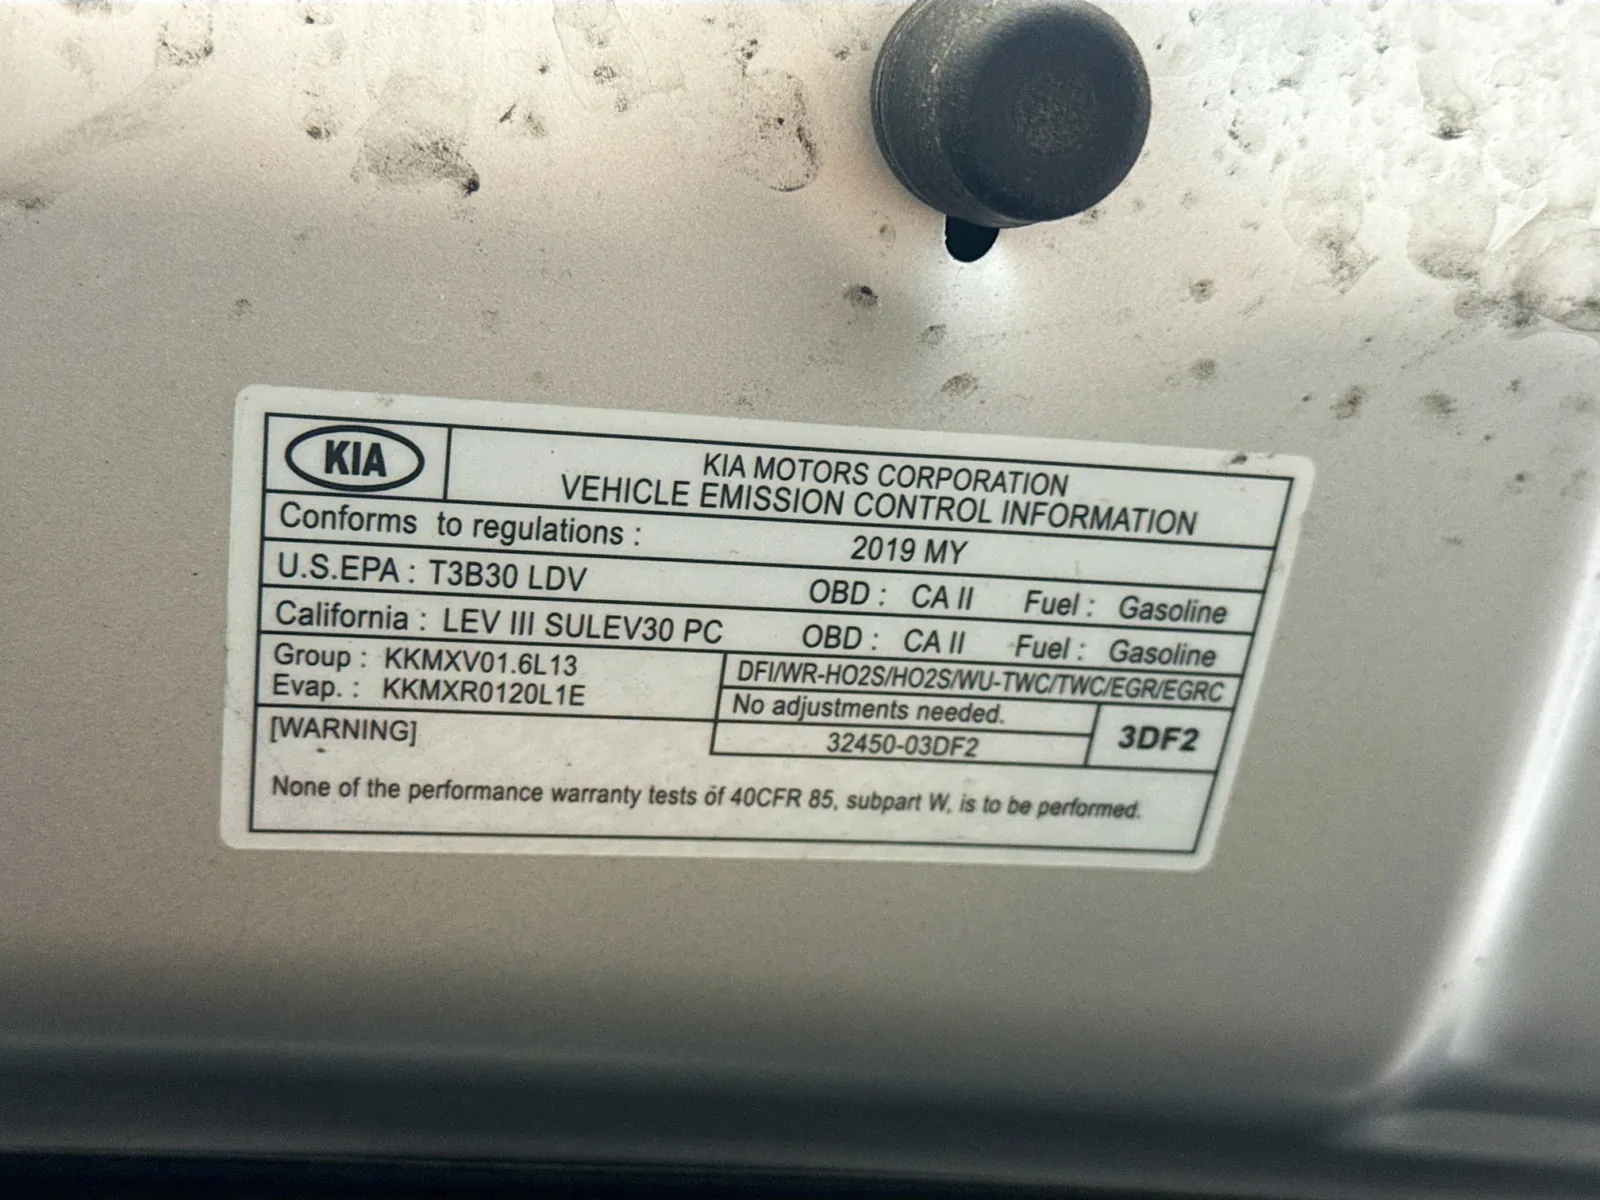 KIA
KIA MOTORS CORPORATION
VEHICLE EMISSION CONTROL INFORMATION
Conforms to regulations : 2019 MY
U.S.EPA : T3B30 LDV OBD : CA II Fuel : Gasoline
California : LEV III SULEV30 PC OBD : CA II Fuel : Gasoline
Group : KKMXV01.6L13
Evap. : KKMXR0120L1E
DFI/WR-HO2S/HO2S/WU-TWC/TWC/EGR/EGRC
No adjustments needed.
32450-03DF2
3DF2
[WARNING]
None of the performance warranty tests of 40CFR 85, subpart W, is to be performed.